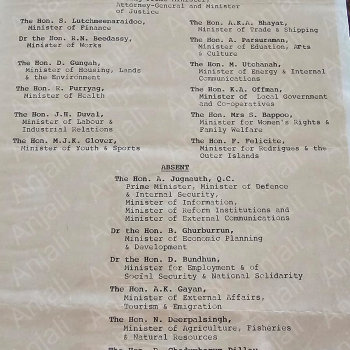 Attorney-General and Minister
of Justice
The Hon. S. Lutchmeenaraidoo,
Minister of Finance
The Hon. A.K.A. Bhayat,
Minister of Trade & Shipping
Dr the Hon. R.N. Beedassy,
Minister of Works
The Hon. A. Parsuraman,
Minister of Eduation, Arts
& Culture
The Hon. D. Gungah,
Minister of Housing, Lands
& the Environment
The Hon. M. Utchanah,
Minister of Energy & Internal
Communications
The Hon. R. Purryag,
Minister of Health
The Hon. K.A. Offman,
Minister of Local Government
and Co-operatives
The Hon. J.H. Duval,
Minister of Labour &
Industrial Relations
The Hon. Mrs S. Bappoo,
Minister for Women's Rights &
Family Welfare
The Hon. M.J.K. Glover,
Minister of Youth & Sports
The Hon. F. Felicite,
Minister for Rodrigues & the
Outer Islands
ABSENT
The Hon. A. Jugnauth, Q.C.
Prime Minister, Minister of Defence
& Internal Security,
Minister of Information,
Minister of Reform Institutions and
Minister of External Communications
Dr the Hon. B. Ghurburrun,
Minister of Economic Planning
& Development
Dr the Hon. D. Bundhun,
Minister for Employment & of
Social Security & National Solidarity
The Hon. A.K. Gayan,
Minister of External Affairs,
Tourism & Emigration
The Hon. N. Deerpalsingh,
Minister of Agriculture, Fisheries
& Natural Resources